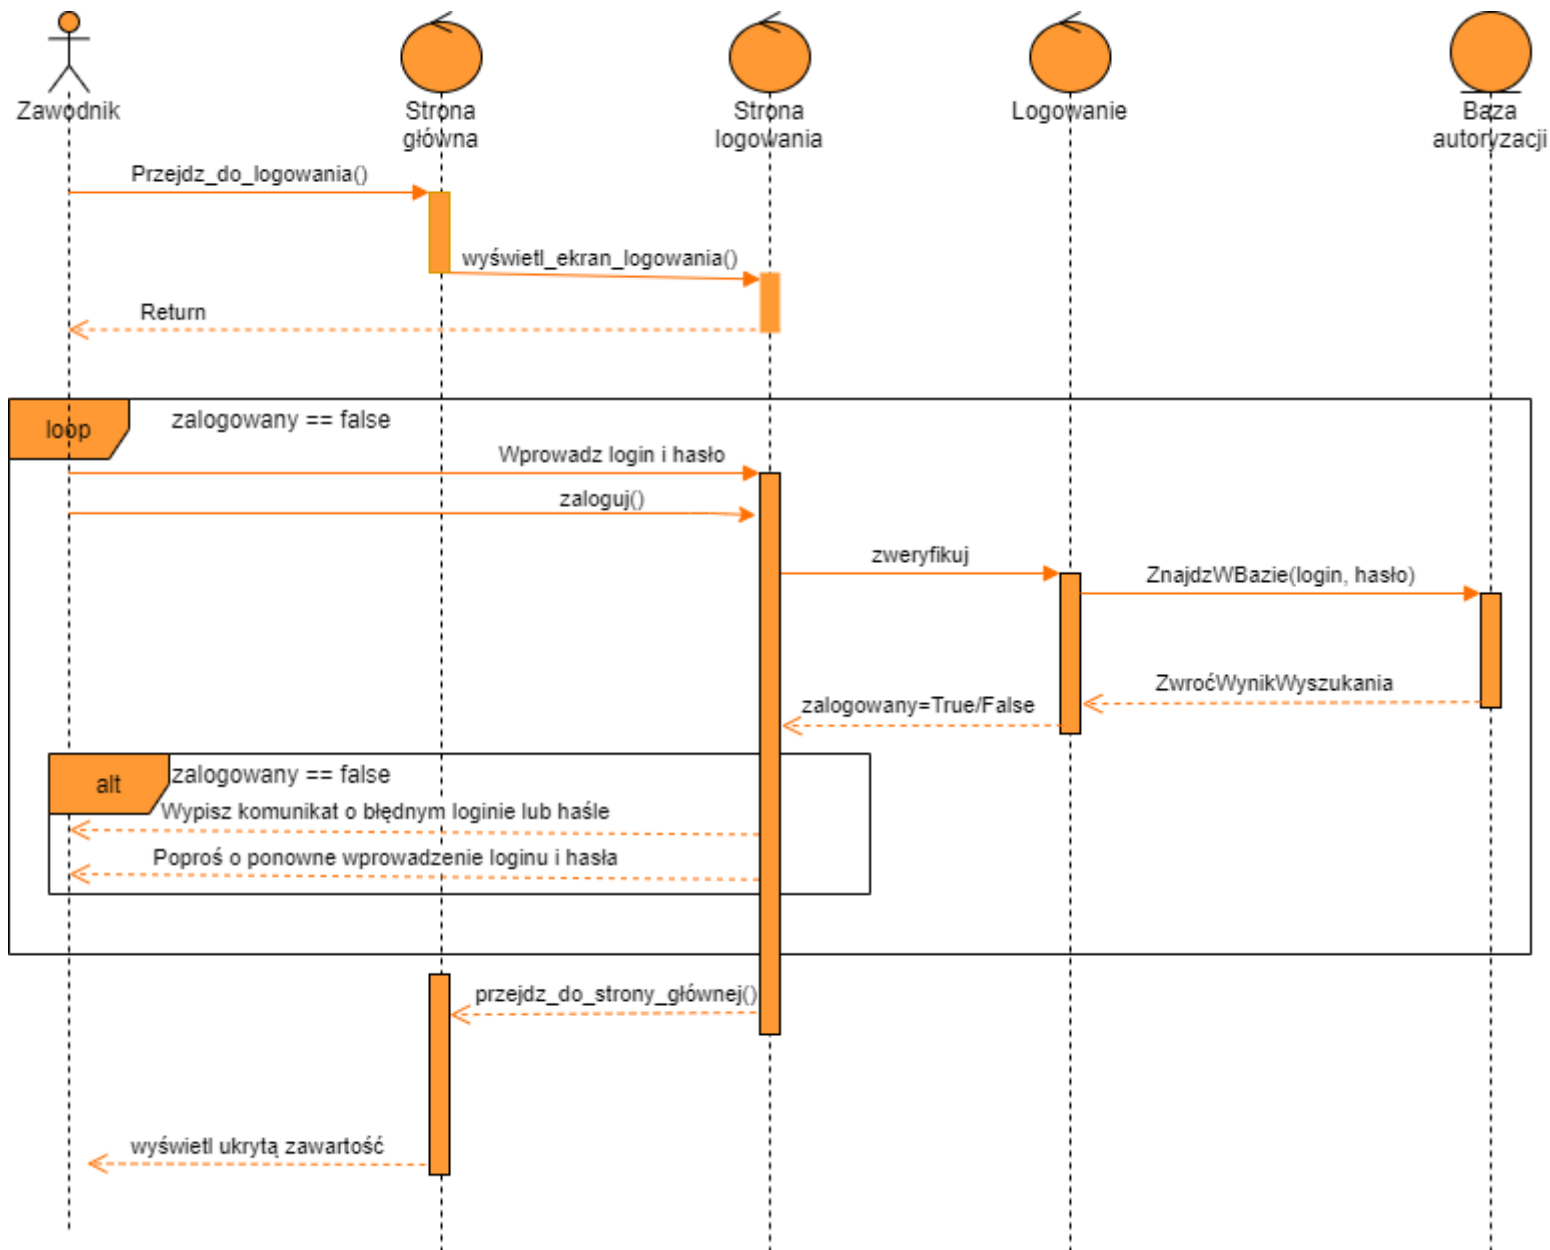 Zawodnik
Strona
główna
Strona
logowania
Logowanie
Baza
autoryzacji
Przejdz_do_logowania()
wyświetl_ekran_logowania()
Return
loop
zalogowany == false
Wprowadz login i hasło
zaloguj()
zweryfikuj
ZnajdzWBazie(login, hasło)
ZwroćWynikWyszukania
zalogowany=True/False
alt
zalogowany == false
Wypisz komunikat o błędnym loginie lub haśle
Poproś o ponowne wprowadzenie loginu i hasła
przejdz_do_strony_głównej()
wyświetl ukrytą zawartość